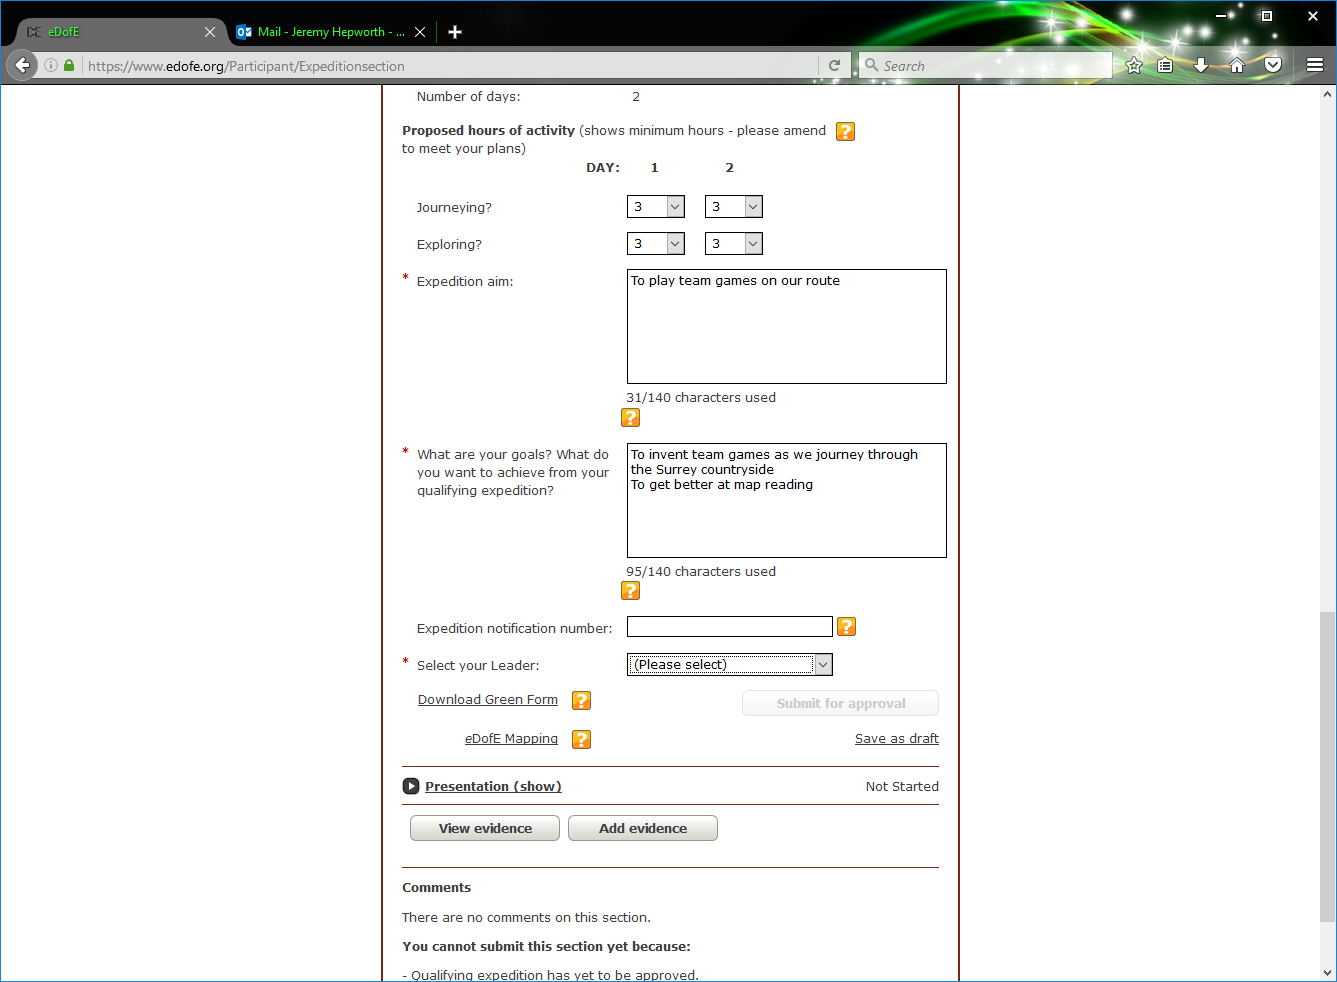 eDofE
Mail - Jeremy Hepworth - ...
https://www.edofe.org/Participant/Expeditionsection
Search
Number of days: 2
Proposed hours of activity (shows minimum hours - please amend
to meet your plans)
DAY: 1 2
Journeying? 3 3
Exploring? 3 3
* Expedition aim: To play team games on our route
31/140 characters used
* What are your goals? What do
you want to achieve from your
qualifying expedition?
To invent team games as we journey through
the Surrey countryside
To get better at map reading
95/140 characters used
Expedition notification number:
* Select your Leader: (Please select)
Download Green Form
Submit for approval
eDofE Mapping
Save as draft
Presentation (show) Not Started
View evidence Add evidence
Comments
There are no comments on this section.
You cannot submit this section yet because:
- Qualifying expedition has yet to be approved.